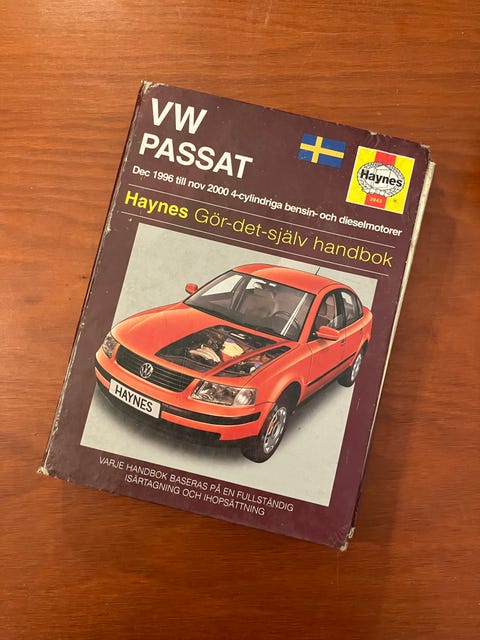 VW
PASSAT
Dec 1996 till nov 2000 4-cylindriga bensin- och dieselmotorer
Haynes
3943
Haynes Gör-det-själv handbok
HAYNES
VARJE HANDBOK BASERAS PÅ EN FULLSTÄNDIG
ISÄRTAGNING OCH IHOPSÄTTNING